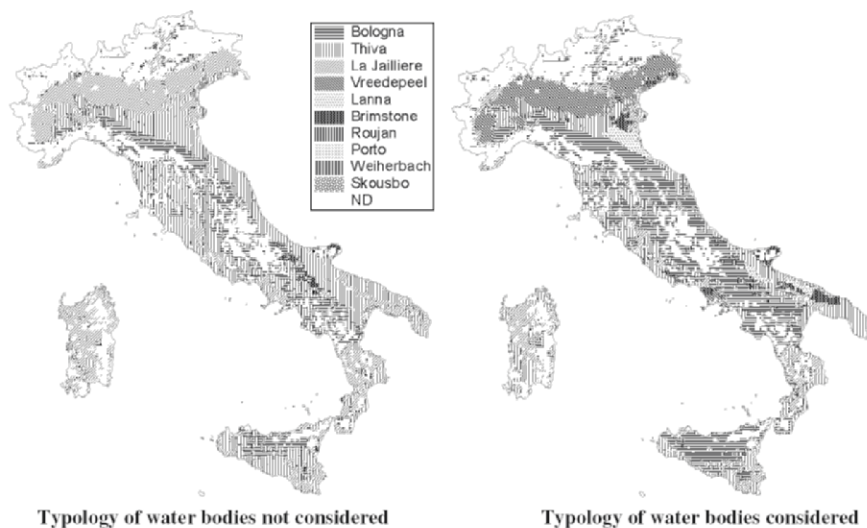 Bologna
Thiva
La Jailliere
Vreedepeel
Lanna
Brimstone
Roujan
Porto
Weiherbach
Skousbo
ND
Typology of water bodies not considered
Typology of water bodies considered